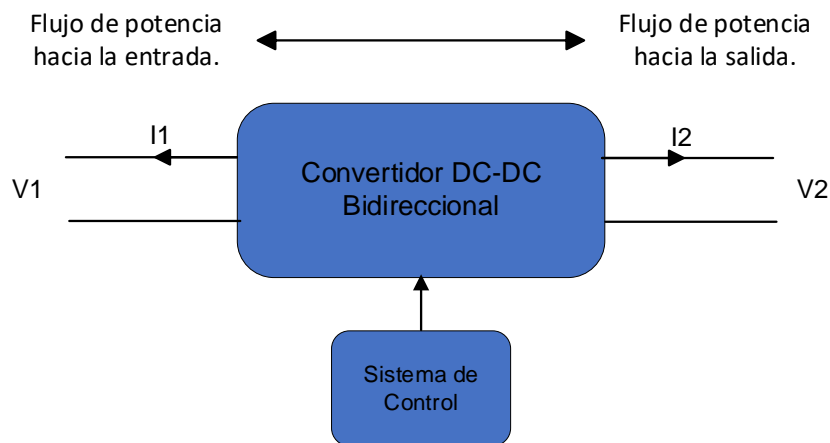 Flujo de potencia
hacia la entrada.
Flujo de potencia
hacia la salida.
I1
I2
V1
Convertidor DC-DC
Bidireccional
V2
Sistema de
Control